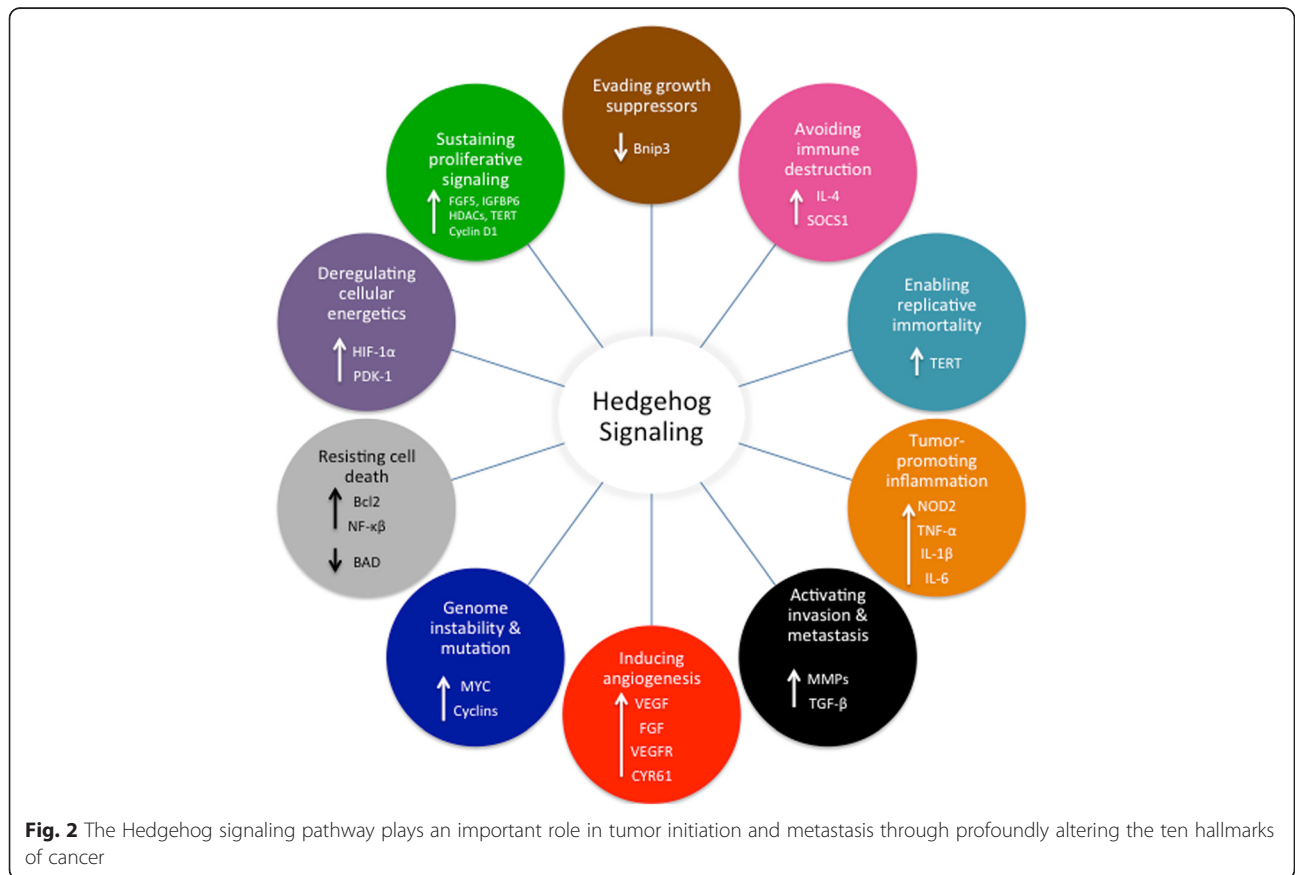 Evading growth
suppressors
Bnip3
Avoiding
immune
destruction
IL-4
SOCS1
Enabling
replicative
immortality
TERT
Tumor-
promoting
inflammation
NOD2
TNF-α
IL-1β
IL-6
Activating
invasion &
metastasis
MMPs
TGF-β
Inducing
angiogenesis
VEGF
FGF
VEGFR
CYR61
Genome
instability &
mutation
MYC
Cyclins
Resisting cell
death
Bcl2
NF-κβ
BAD
Deregulating
cellular
energetics
HIF-1α
PDK-1
Sustaining
proliferative
signaling
FGF5, IGFBP6
HDACs, TERT
Cyclin D1
Hedgehog
Signaling
Fig. 2 The Hedgehog signaling pathway plays an important role in tumor initiation and metastasis through profoundly altering the ten hallmarks
of cancer